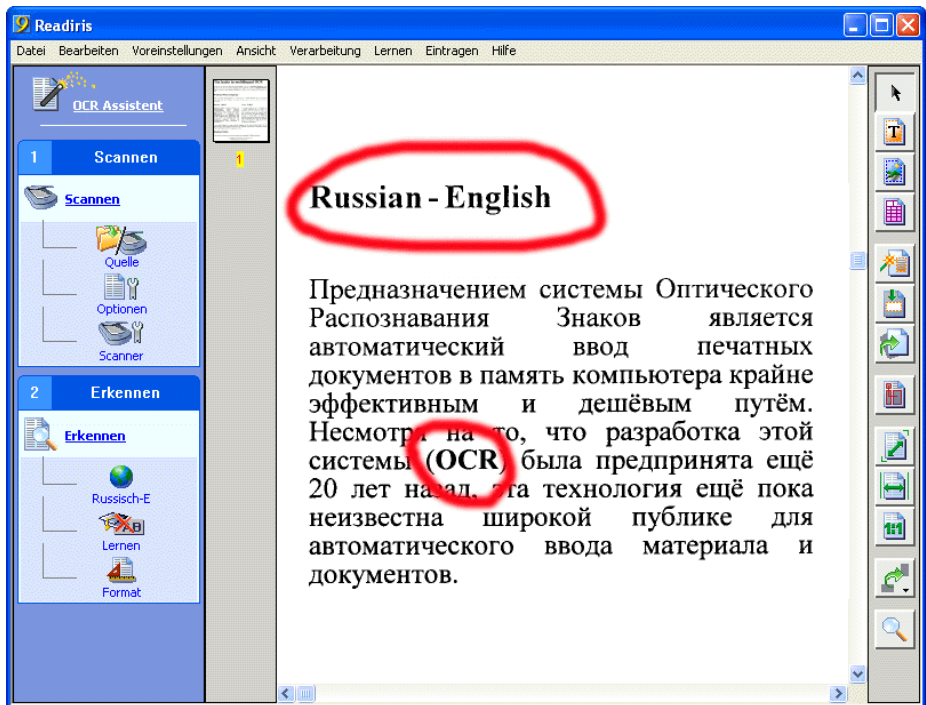 Readiris
Datei Bearbeiten Voreinstellungen Ansicht Verarbeitung Lernen Eintragen Hilfe
OCR Assistent
1 Scannen
Scannen
Quelle
Optionen
Scanner
2 Erkennen
Erkennen
Russisch-E
Lernen
Format
1
Russian - English
Предназначением системы Оптического
Распознавания Знаков является
автоматический ввод печатных
документов в память компьютера крайне
эффективным и дешёвым путём.
Несмотря на то, что разработка этой
системы (OCR) была предпринята ещё
20 лет назад, эта технология ещё пока
неизвестна широкой публике для
автоматического ввода материала и
документов.
T
1:1